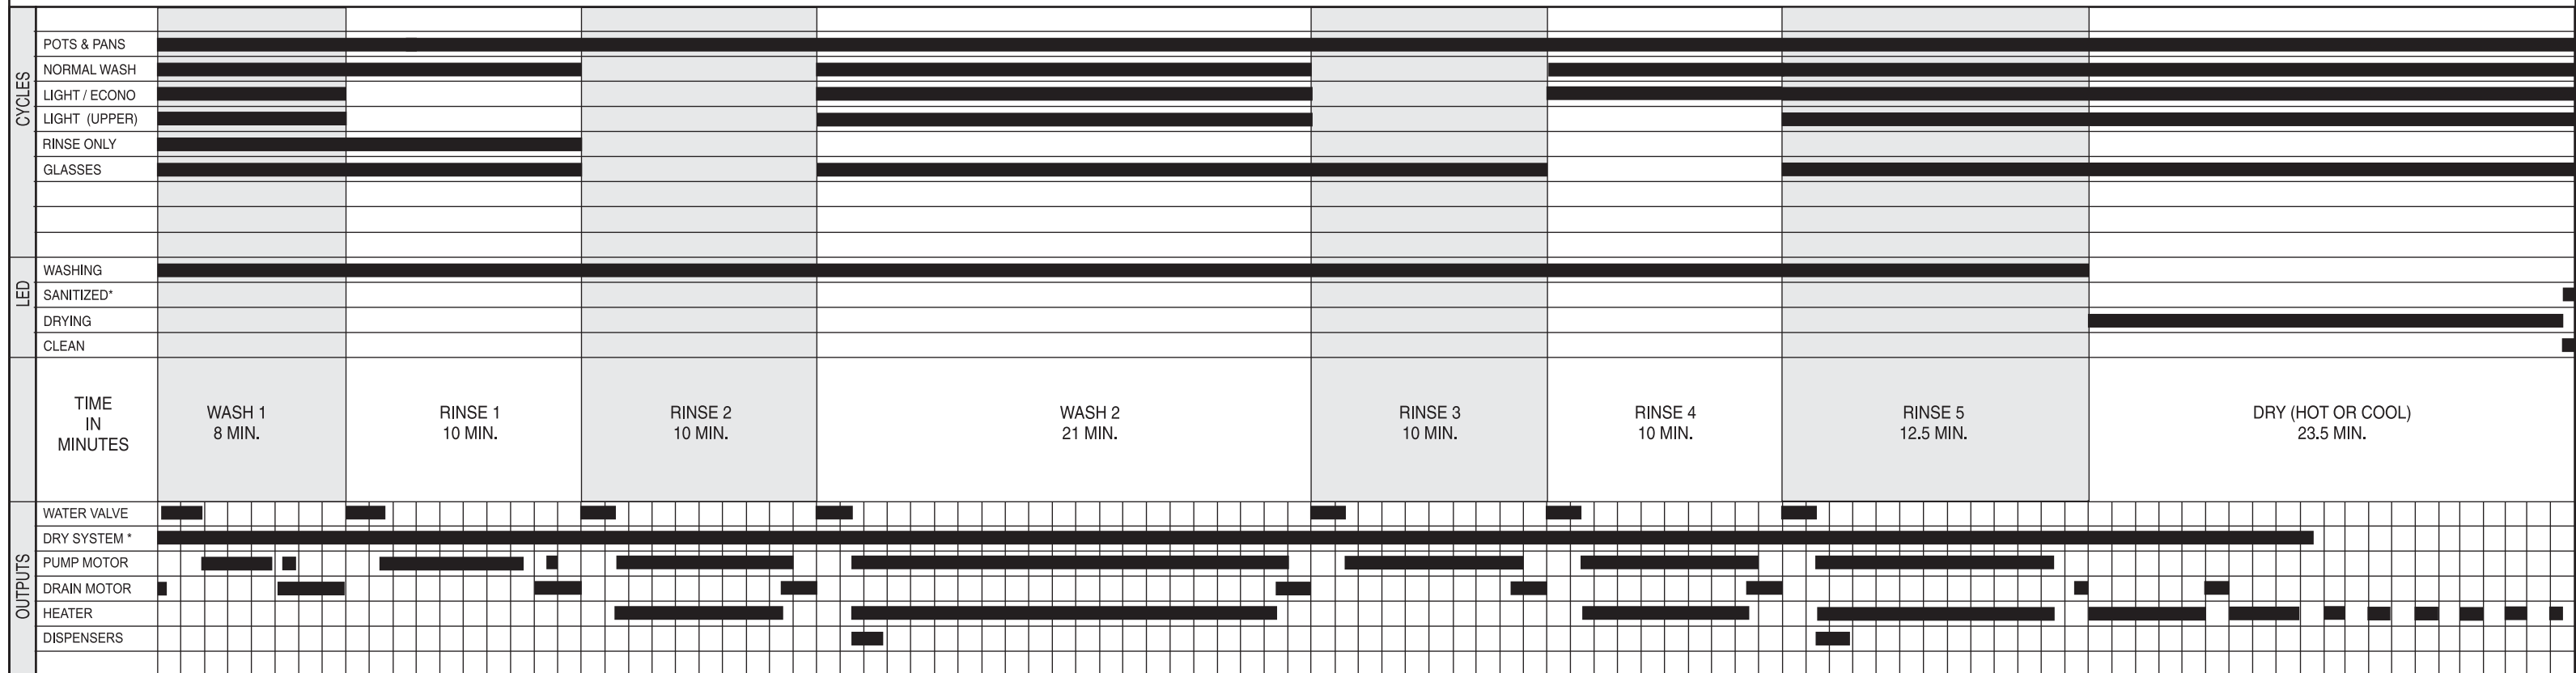 CYCLES
POTS & PANS
NORMAL WASH
LIGHT / ECONO
LIGHT (UPPER)
RINSE ONLY
GLASSES
LED
WASHING
SANITIZED*
DRYING
CLEAN
TIME
IN
MINUTES
WASH 1
8 MIN.
RINSE 1
10 MIN.
RINSE 2
10 MIN.
WASH 2
21 MIN.
RINSE 3
10 MIN.
RINSE 4
10 MIN.
RINSE 5
12.5 MIN.
DRY (HOT OR COOL)
23.5 MIN.
OUTPUTS
WATER VALVE
DRY SYSTEM *
PUMP MOTOR
DRAIN MOTOR
HEATER
DISPENSERS